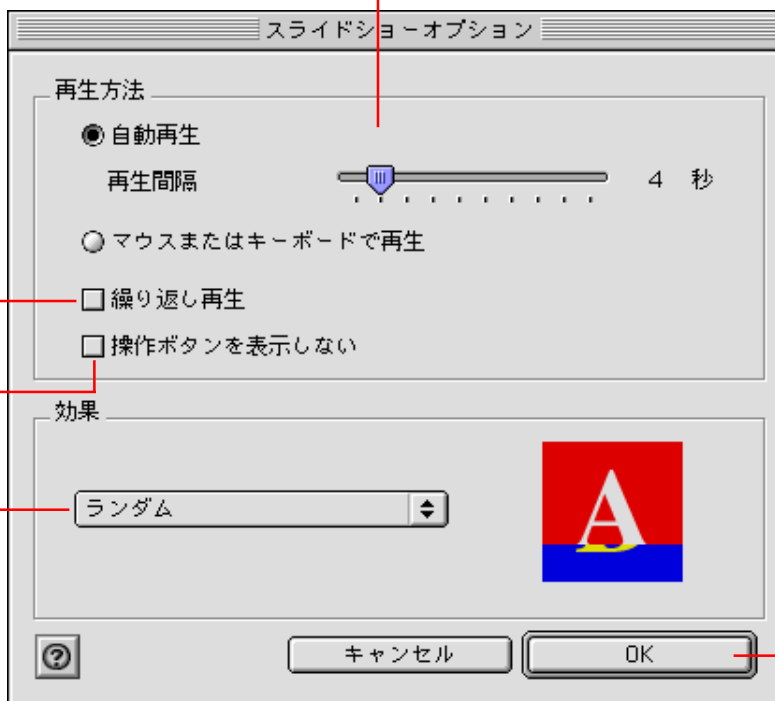 スライドショーオプション
再生方法
自動再生
再生間隔 4 秒
マウスまたはキーボードで再生
繰り返し再生
操作ボタンを表示しない
効果
ランダム
A
?
キャンセル OK